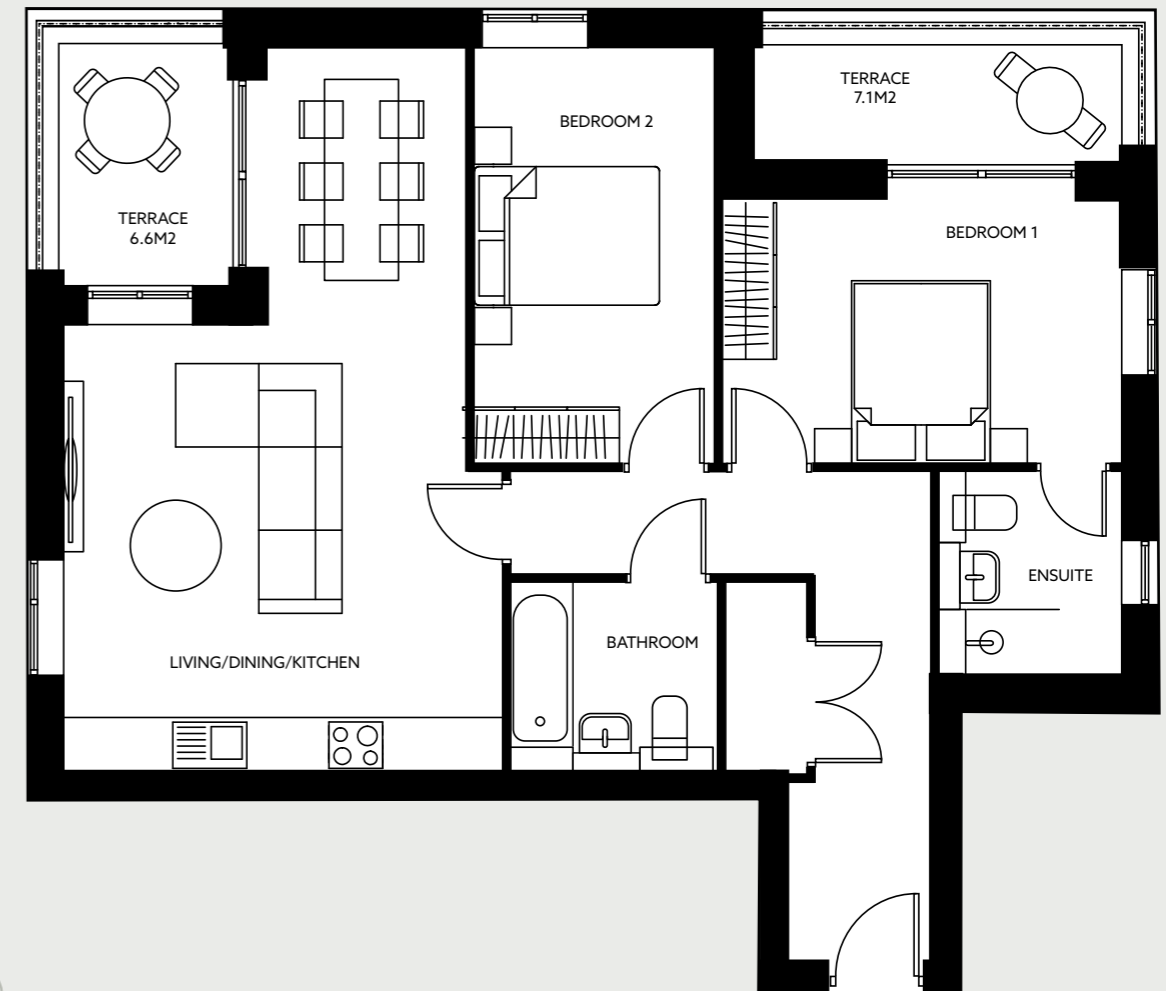 TERRACE
7.1M2
BEDROOM 2
TERRACE
6.6M2
BEDROOM 1
ENSUITE
BATHROOM
LIVING/DINING/KITCHEN